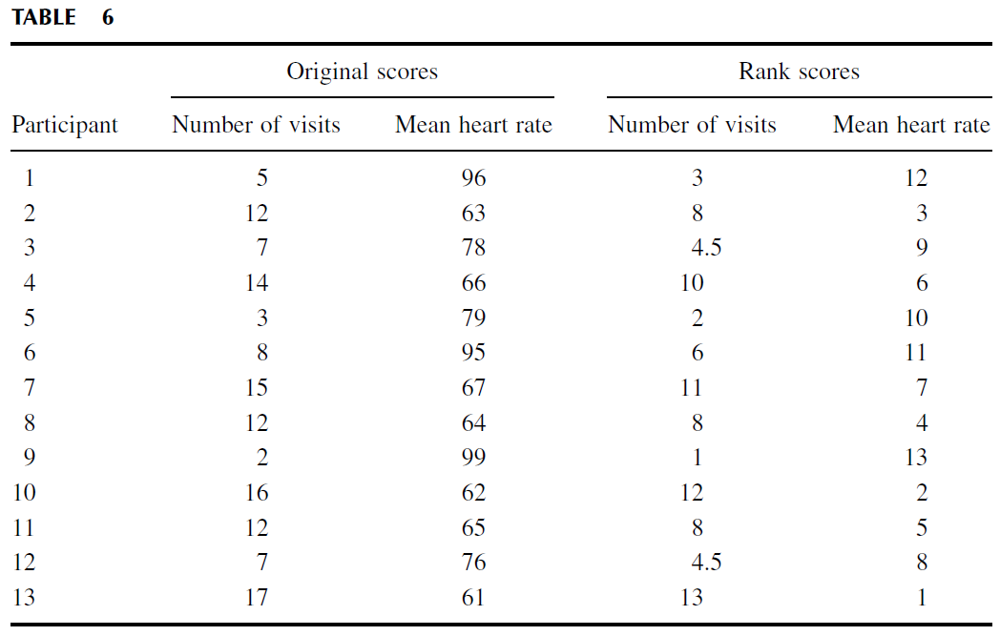 TABLE 6
Original scores Rank scores
Participant Number of visits Mean heart rate Number of visits Mean heart rate
1 5 96 3 12
2 12 63 8 3
3 7 78 4.5 9
4 14 66 10 6
5 3 79 2 10
6 8 95 6 11
7 15 67 11 7
8 12 64 8 4
9 2 99 1 13
10 16 62 12 2
11 12 65 8 5
12 7 76 4.5 8
13 17 61 13 1